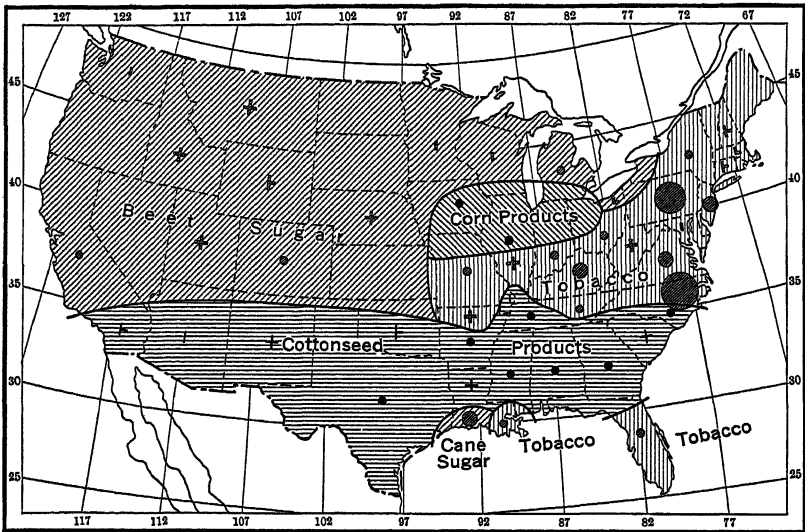 127 122 117 112 107 102 97 92 87 82 77 72 67
45 45
40 40
Corn Products
Beet Sugar
Tobacco
35 35
Cottonseed Products
30 30
Cane
Sugar
Tobacco
Tobacco
25 25
117 112 107 102 97 92 87 82 77